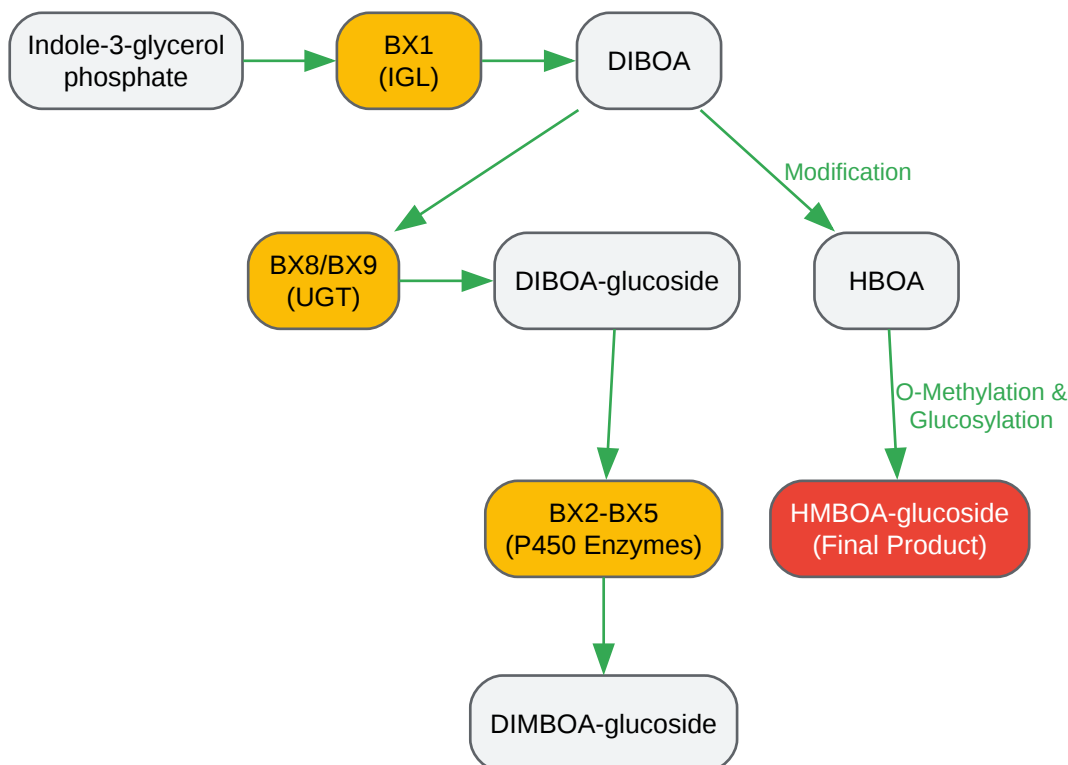 Indole-3-glycerol
phosphate
BX1
(IGL)
DIBOA
Modification
BX8/BX9
(UGT)
DIBOA-glucoside
HBOA
O-Methylation &
Glucosylation
BX2-BX5
(P450 Enzymes)
HMBOA-glucoside
(Final Product)
DIMBOA-glucoside